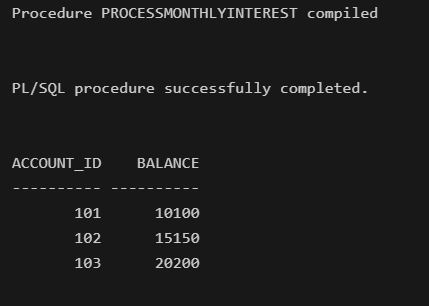 Procedure PROCESSMONTHLYINTEREST compiled
PL/SQL procedure successfully completed.
ACCOUNT_ID    BALANCE
---------- ----------
       101      10100
       102      15150
       103      20200